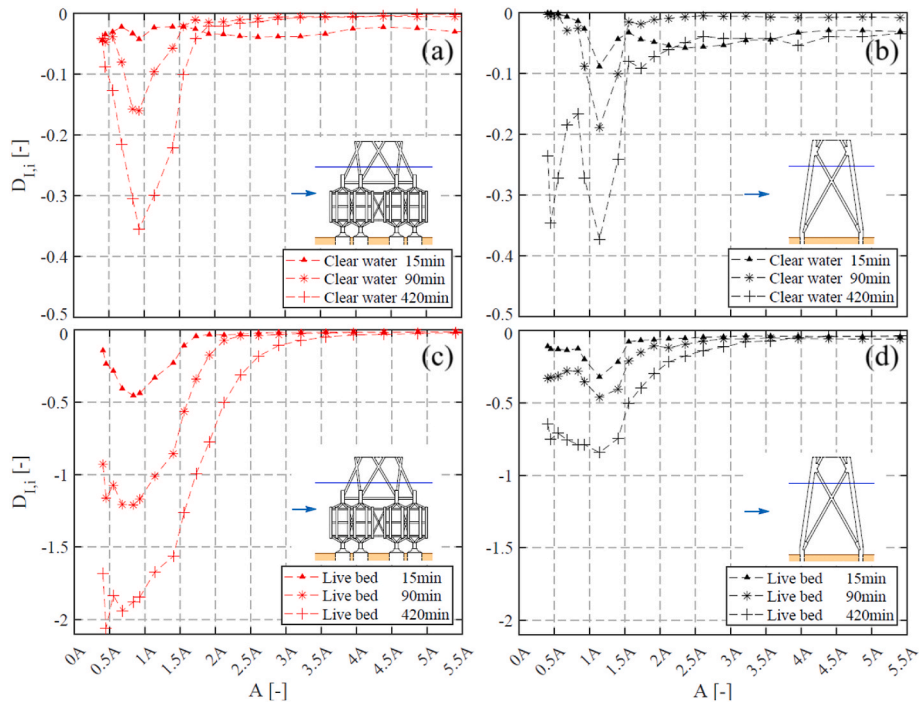 0
-0.1
-0.2
-0.3
-0.4
-0.5
D_I,i [-]
(a)
Clear water 15min
Clear water 90min
Clear water 420min
0
-0.1
-0.2
-0.3
-0.4
-0.5
D_I,i [-]
(b)
Clear water 15min
Clear water 90min
Clear water 420min
0
-0.5
-1
-1.5
-2
D_I,i [-]
(c)
Live bed 15min
Live bed 90min
Live bed 420min
0A 0.5A 1A 1.5A 2A 2.5A 3A 3.5A 4A 4.5A 5A 5.5A
A [-]
0
-0.5
-1
-1.5
-2
D_I,i [-]
(d)
Live bed 15min
Live bed 90min
Live bed 420min
0A 0.5A 1A 1.5A 2A 2.5A 3A 3.5A 4A 4.5A 5A 5.5A
A [-]